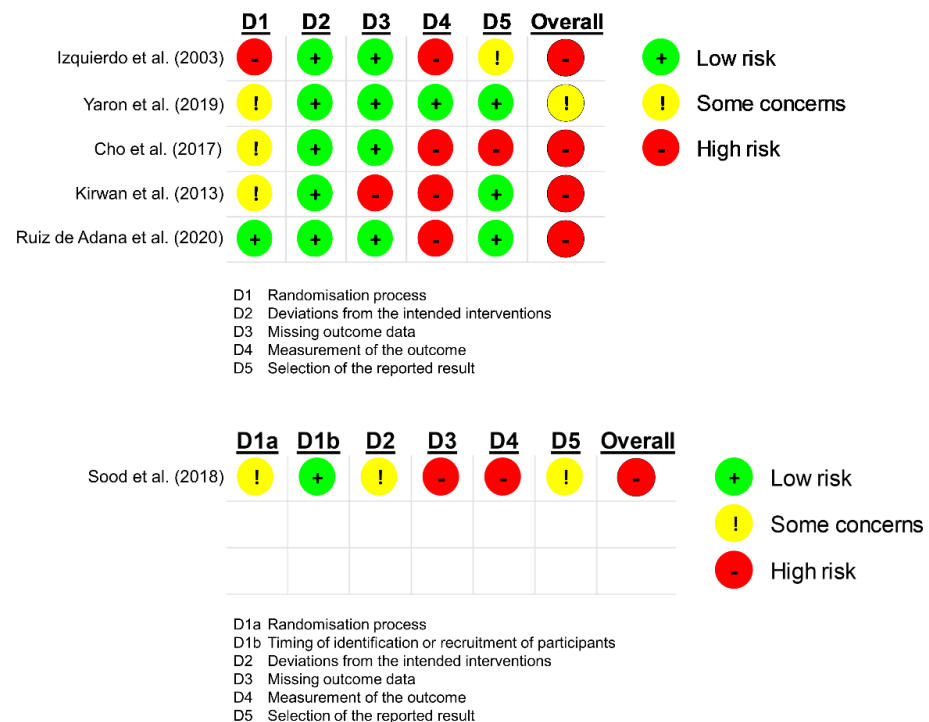 D1 D2 D3 D4 D5 Overall
Izquierdo et al. (2003) - + + - ! - + Low risk
Yaron et al. (2019) ! + + + + ! ! Some concerns
Cho et al. (2017) ! + + - - - - High risk
Kirwan et al. (2013) ! + - - + -
Ruiz de Adana et al. (2020) + + + - + -
D1 Randomisation process
D2 Deviations from the intended interventions
D3 Missing outcome data
D4 Measurement of the outcome
D5 Selection of the reported result
D1a D1b D2 D3 D4 D5 Overall
Sood et al. (2018) ! + ! - - ! - + Low risk
! Some concerns
- High risk
D1a Randomisation process
D1b Timing of identification or recruitment of participants
D2 Deviations from the intended interventions
D3 Missing outcome data
D4 Measurement of the outcome
D5 Selection of the reported result